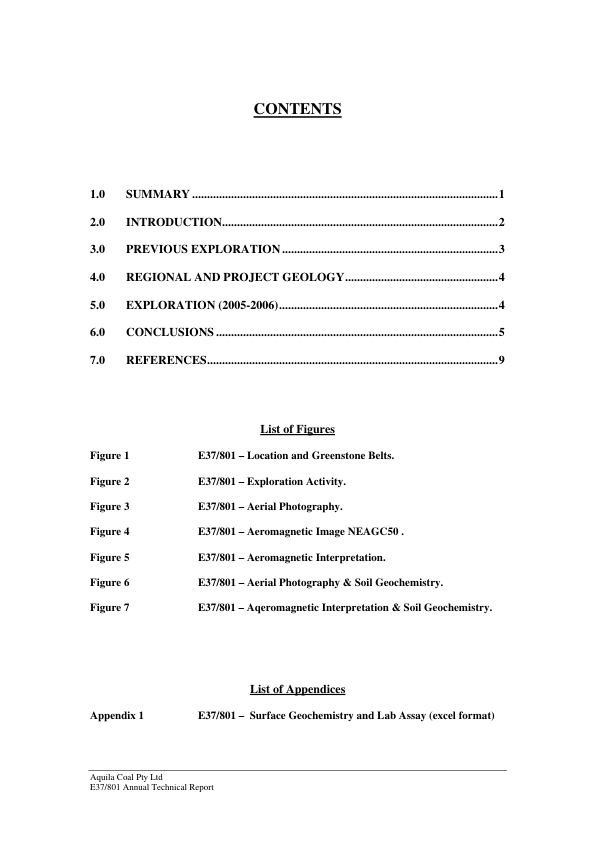 CONTENTS
1.0 SUMMARY ......................................................................................................1
2.0 INTRODUCTION............................................................................................2
3.0 PREVIOUS EXPLORATION ........................................................................3
4.0 REGIONAL AND PROJECT GEOLOGY...................................................4
5.0 EXPLORATION (2005-2006).........................................................................4
6.0 CONCLUSIONS ..............................................................................................5
7.0 REFERENCES.................................................................................................9
List of Figures
Figure 1 E37/801 – Location and Greenstone Belts.
Figure 2 E37/801 – Exploration Activity.
Figure 3 E37/801 – Aerial Photography.
Figure 4 E37/801 – Aeromagnetic Image NEAGC50 .
Figure 5 E37/801 – Aeromagnetic Interpretation.
Figure 6 E37/801 – Aerial Photography & Soil Geochemistry.
Figure 7 E37/801 – Aqeromagnetic Interpretation & Soil Geochemistry.
List of Appendices
Appendix 1 E37/801 – Surface Geochemistry and Lab Assay (excel format)
Aquila Coal Pty Ltd
E37/801 Annual Technical Report